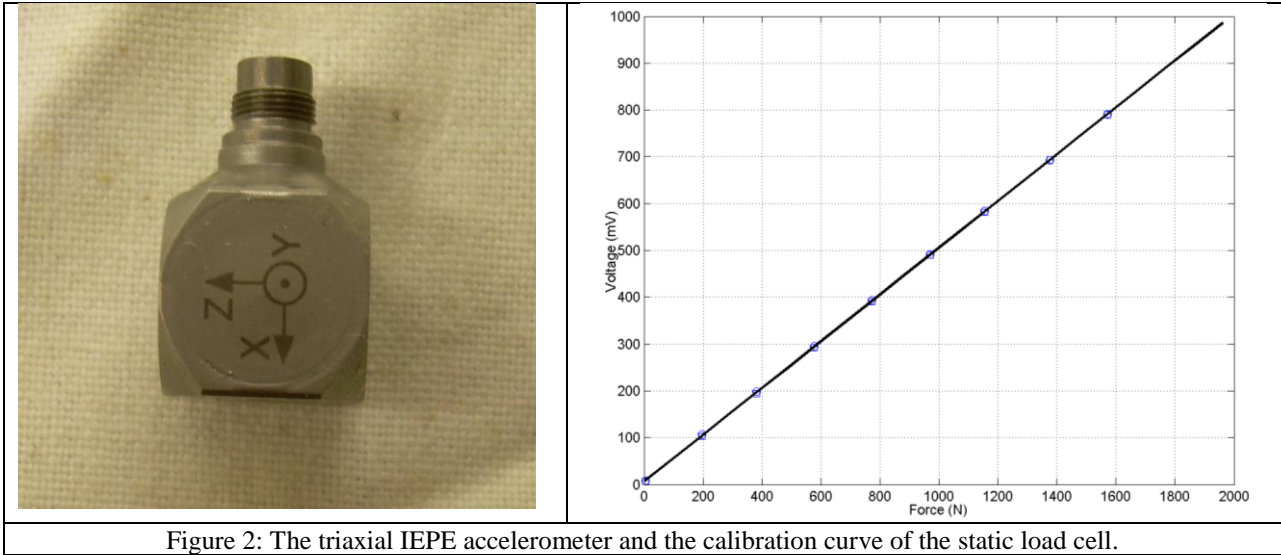 Z
Y
X
1000
900
800
700
600
500
400
300
200
100
0
Voltage (mV)
0 200 400 600 800 1000 1200 1400 1600 1800 2000
Force (N)
Figure 2: The triaxial IEPE accelerometer and the calibration curve of the static load cell.